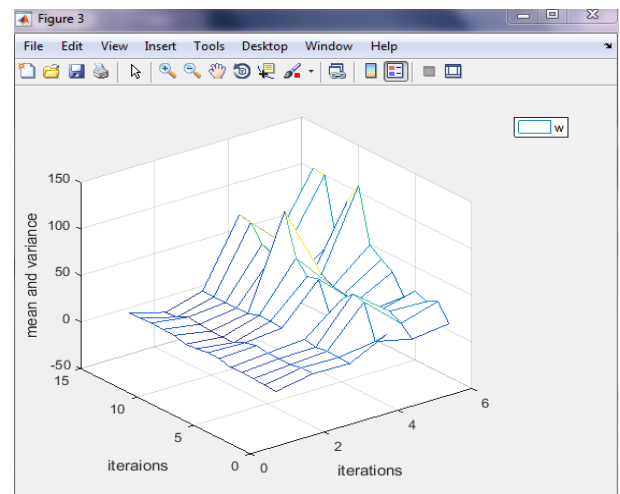 Figure 3
File Edit View Insert Tools Desktop Window Help
w
150
100
50
0
-50
mean and variance
15
10
5
0
iteraions
0
2
4
6
iterations